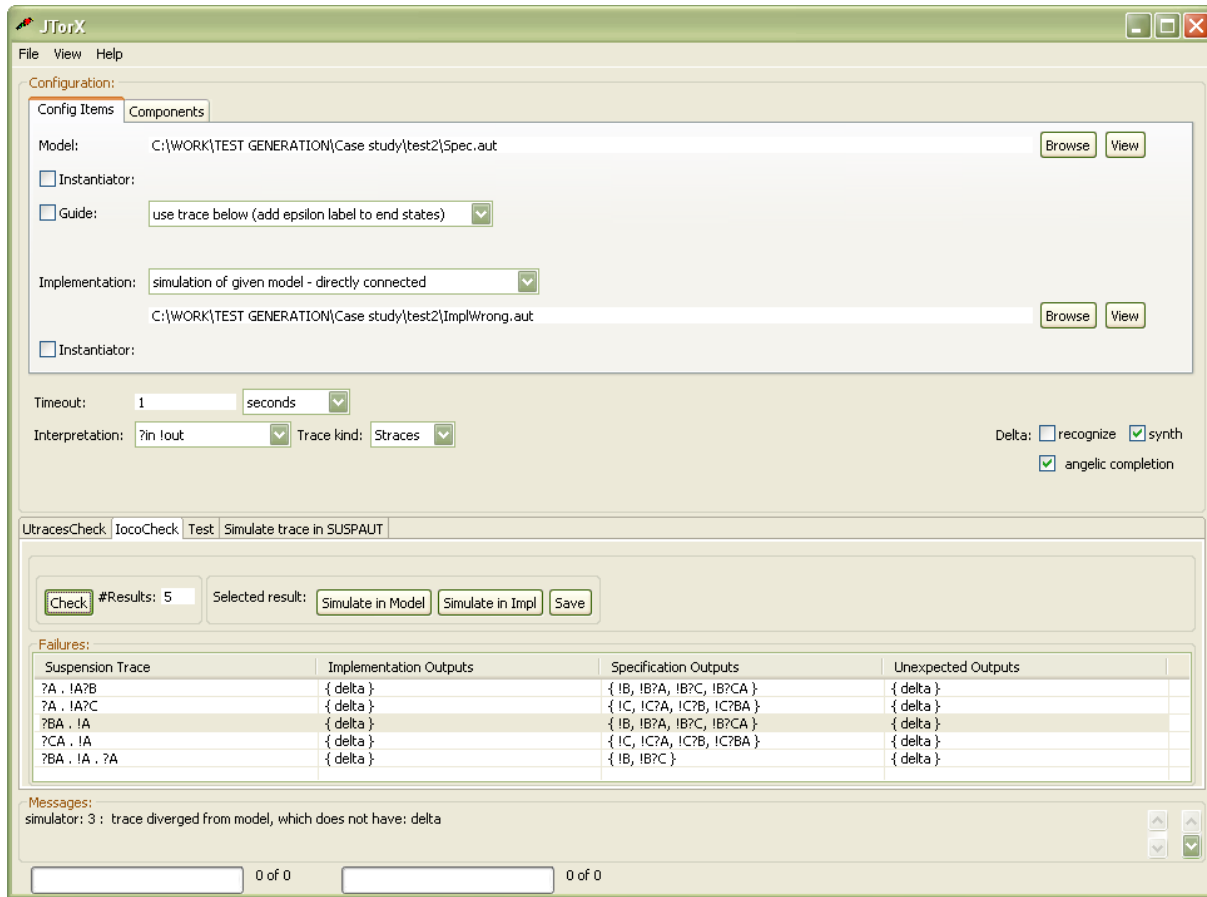 JTorX
File View Help
Configuration:
Config Items Components
Model: C:\WORK\TEST GENERATION\Case study\test2\Spec.aut Browse View
Instantiator:
Guide: use trace below (add epsilon label to end states)
Implementation: simulation of given model - directly connected
C:\WORK\TEST GENERATION\Case study\test2\ImplWrong.aut Browse View
Instantiator:
Timeout: 1 seconds
Interpretation: ?in !out Trace kind: Straces Delta: recognize synth
angelic completion
UtracesCheck IocoCheck Test Simulate trace in SUSPAUT
Check #Results: 5 Selected result: Simulate in Model Simulate in Impl Save
Failures:
Suspension Trace Implementation Outputs Specification Outputs Unexpected Outputs
?A . !A?B { delta } { !B, !B?A, !B?C, !B?CA } { delta }
?A . !A?C { delta } { !C, !C?A, !C?B, !C?BA } { delta }
?BA . !A { delta } { !B, !B?A, !B?C, !B?CA } { delta }
?CA . !A { delta } { !C, !C?A, !C?B, !C?BA } { delta }
?BA . !A . ?A { delta } { !B, !B?C } { delta }
Messages:
simulator: 3 : trace diverged from model, which does not have: delta
0 of 0 0 of 0